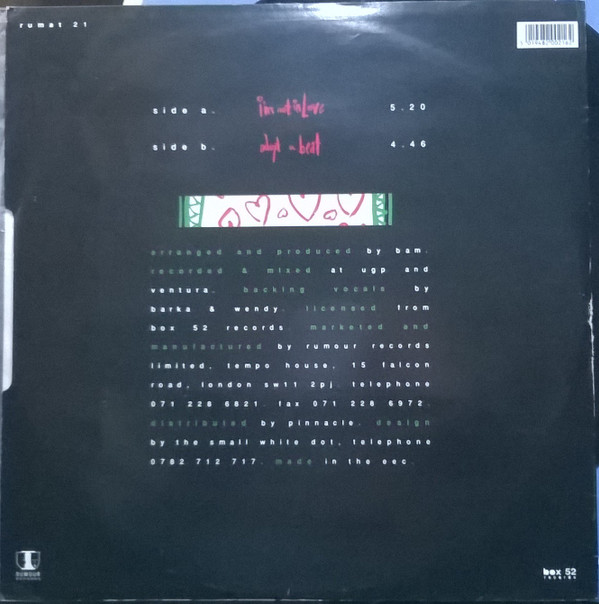 rumat 21
side a. i'm not in love 5.20
side b. adopt a beat 4.46
arranged and produced by bam.
recorded & mixed at ugp and
ventura. backing vocals by
barka & wendy. licensed from
box 52 records. marketed and
manufactured by rumour records
limited, tempo house, 15 falcon
road, london sw11 2pj. telephone
071 228 6821. fax 071 228 6972.
distributed by pinnacle. design
by the small white dot, telephone
0782 712 717. made in the eec.
box 52
records